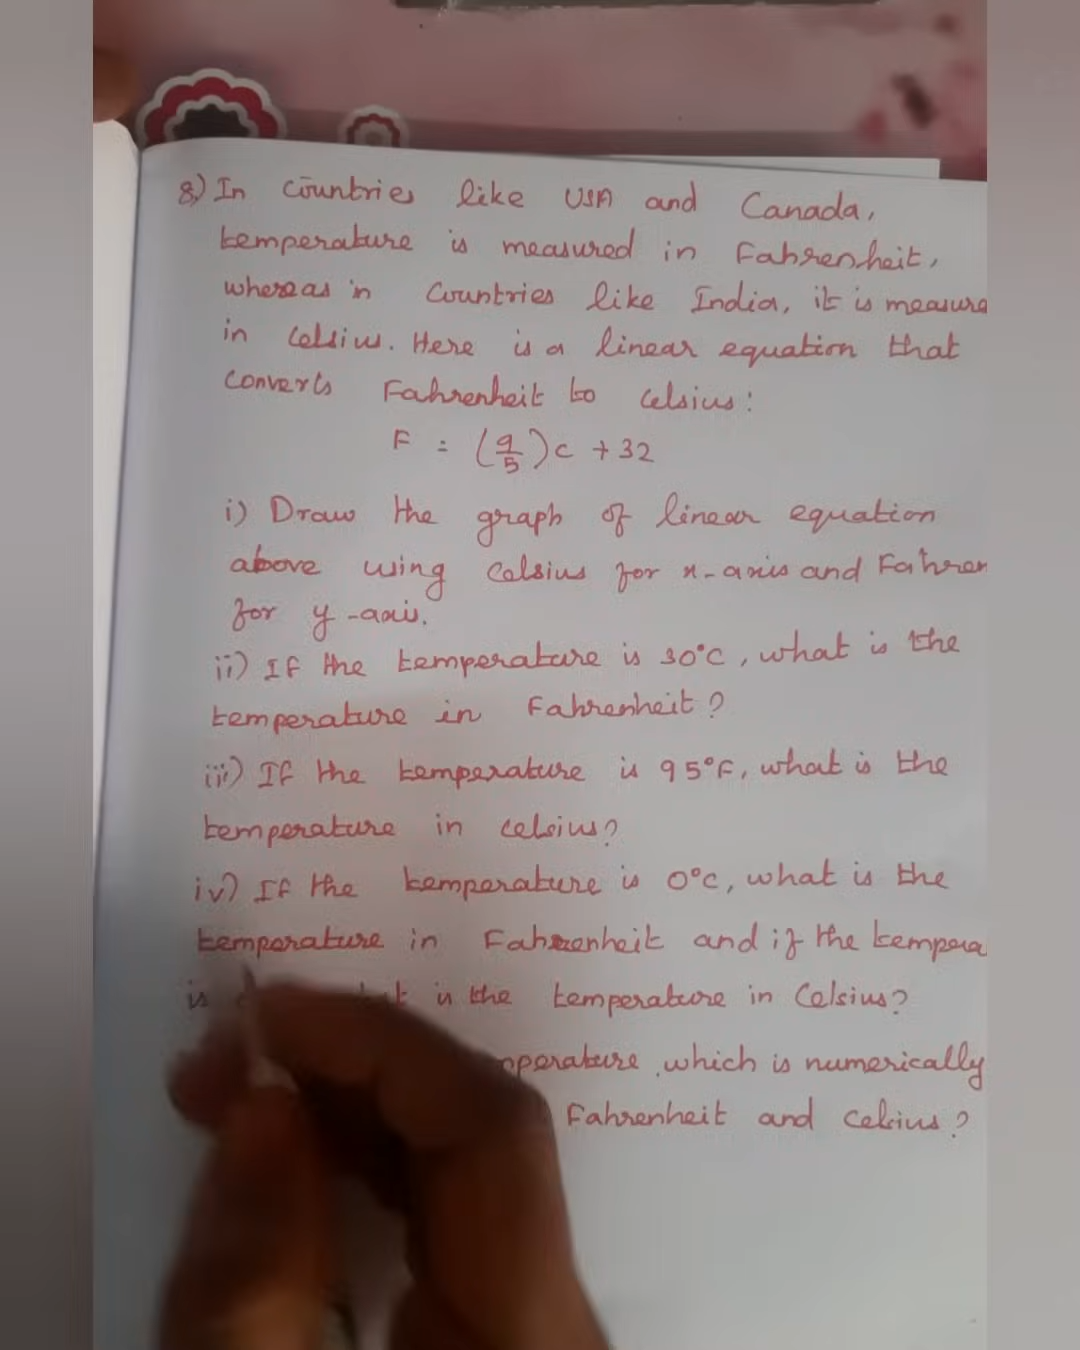 8) In Countries like USA and Canada,
temperature is measured in Fahrenheit,
whereas in Countries like India, it is measure
in Celsius. Here is a linear equation that
converts Fahrenheit to celsius:
F = (9/5)c + 32
i) Draw the graph of linear equation
above using Celsius for x-axis and Fahren
for y-axis.
ii) If the temperature is 30°C, what is the
temperature in Fahrenheit?
iii) If the temperature is 95°F, what is the
temperature in celsius?
iv) If the temperature is 0°C, what is the
temperature in Fahrenheit and if the tempera
is in the temperature in Celsius?
perature, which is numerically
Fahrenheit and Celsius?